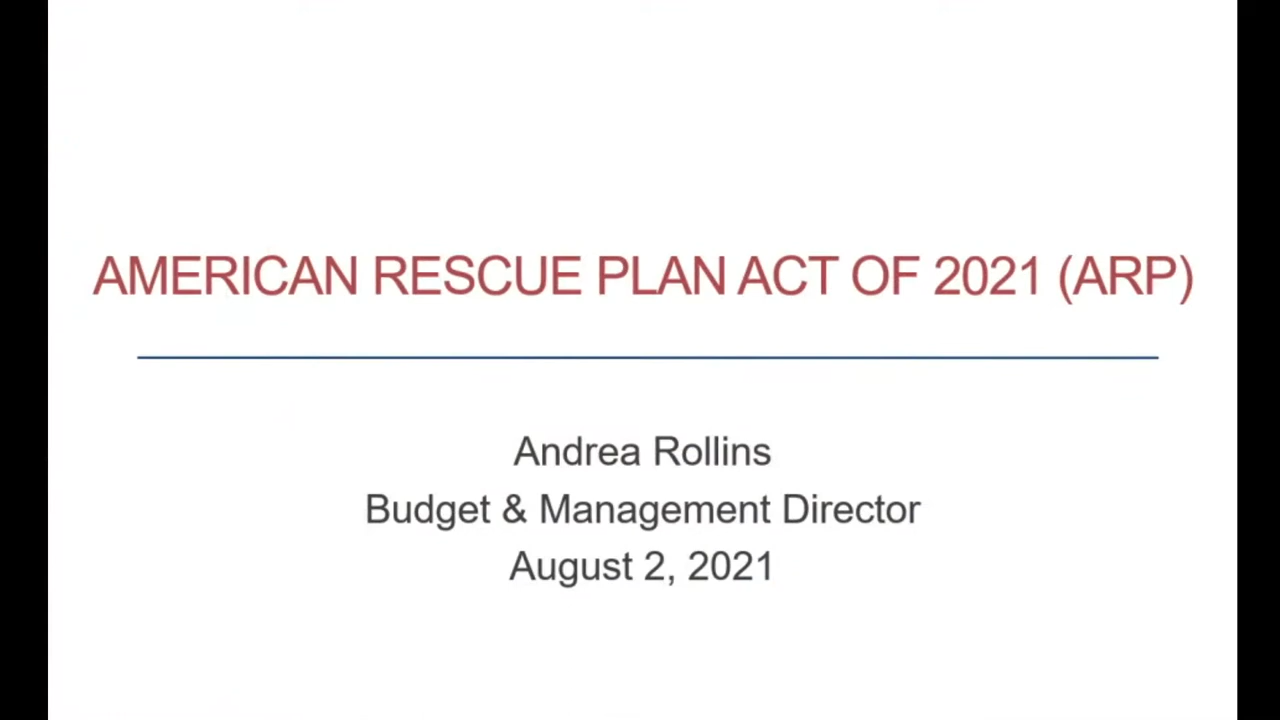 AMERICAN RESCUE PLAN ACT OF 2021 (ARP)
Andrea Rollins
Budget & Management Director
August 2, 2021